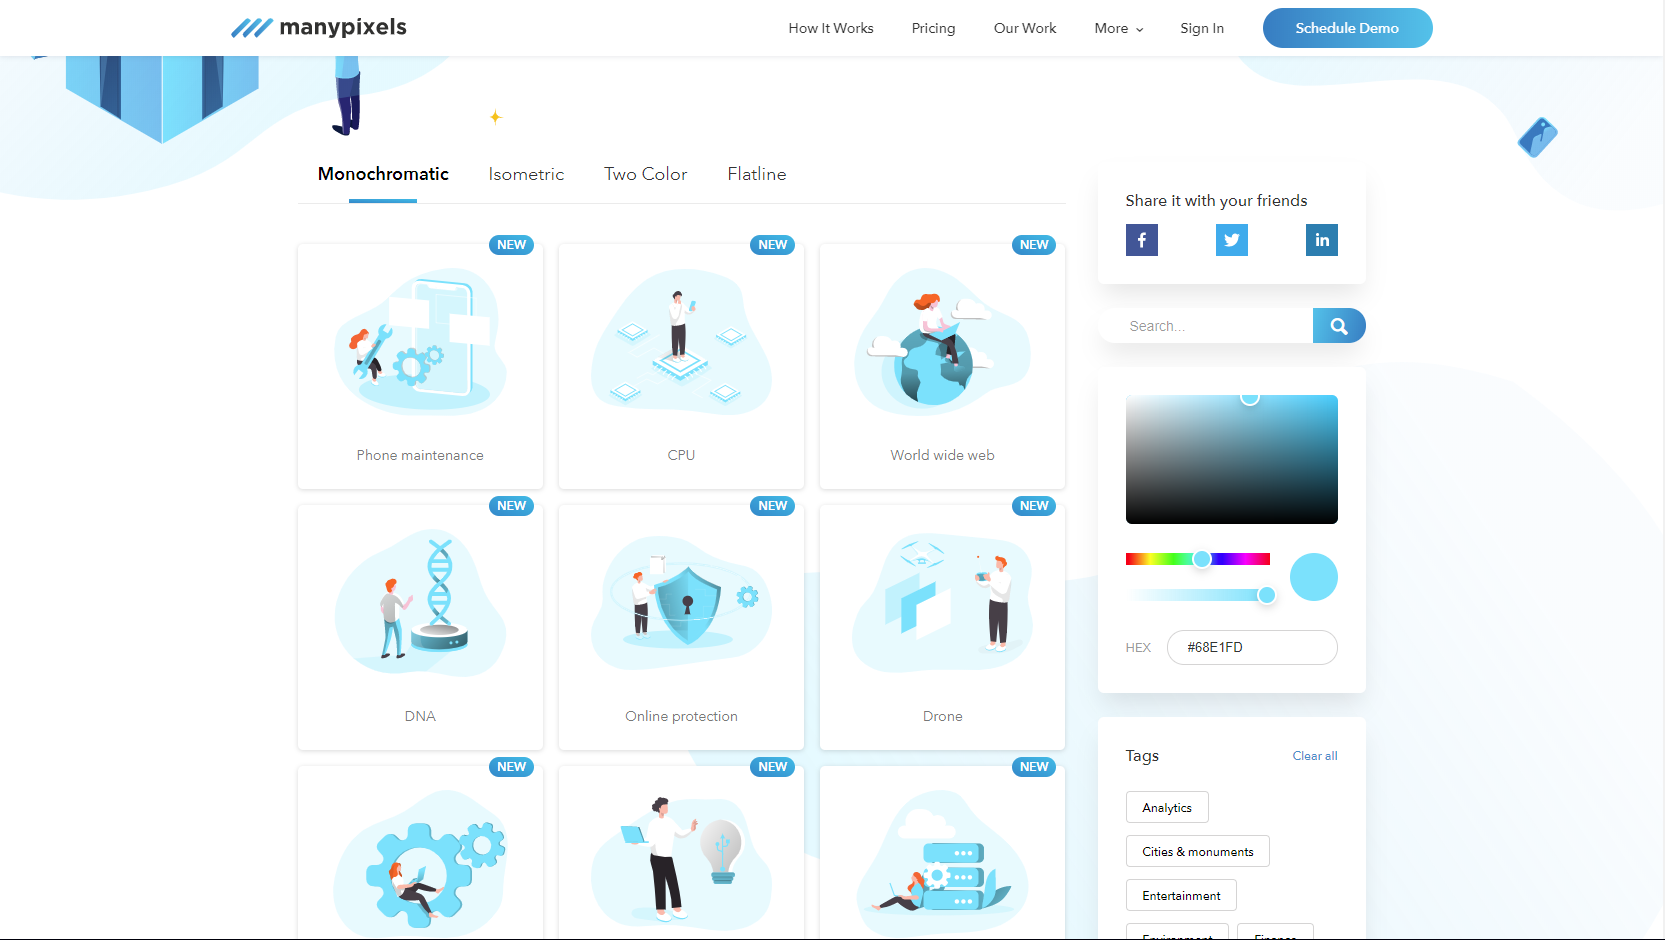 manypixels
How It Works
Pricing
Our Work
More
Sign In
Schedule Demo
Monochromatic
Isometric
Two Color
Flatline
NEW
Phone maintenance
NEW
CPU
NEW
World wide web
NEW
DNA
NEW
Online protection
NEW
Drone
NEW
NEW
NEW
Share it with your friends
Search...
HEX
#68E1FD
Tags
Clear all
Analytics
Cities & monuments
Entertainment
Environment
Finance